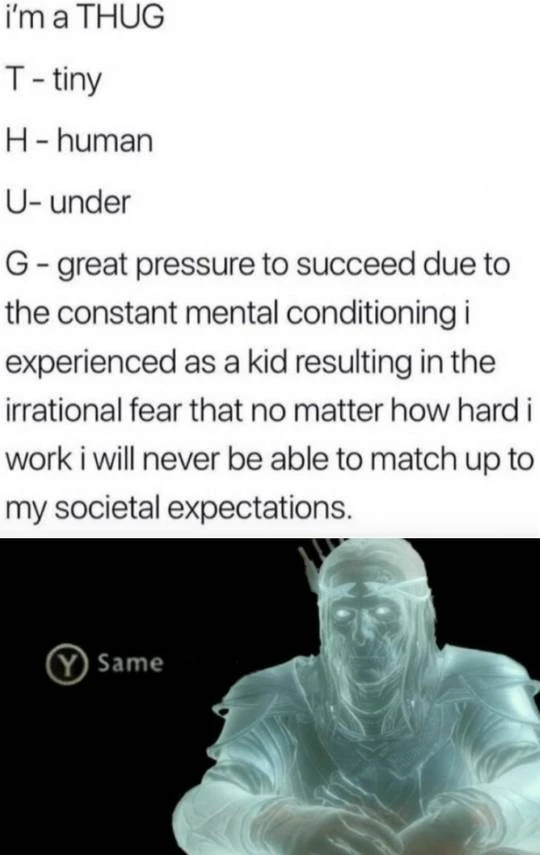 i'm a THUG
T - tiny
H - human
U- under
G - great pressure to succeed due to
the constant mental conditioning i
experienced as a kid resulting in the
irrational fear that no matter how hard i
work i will never be able to match up to
my societal expectations.
Y Same